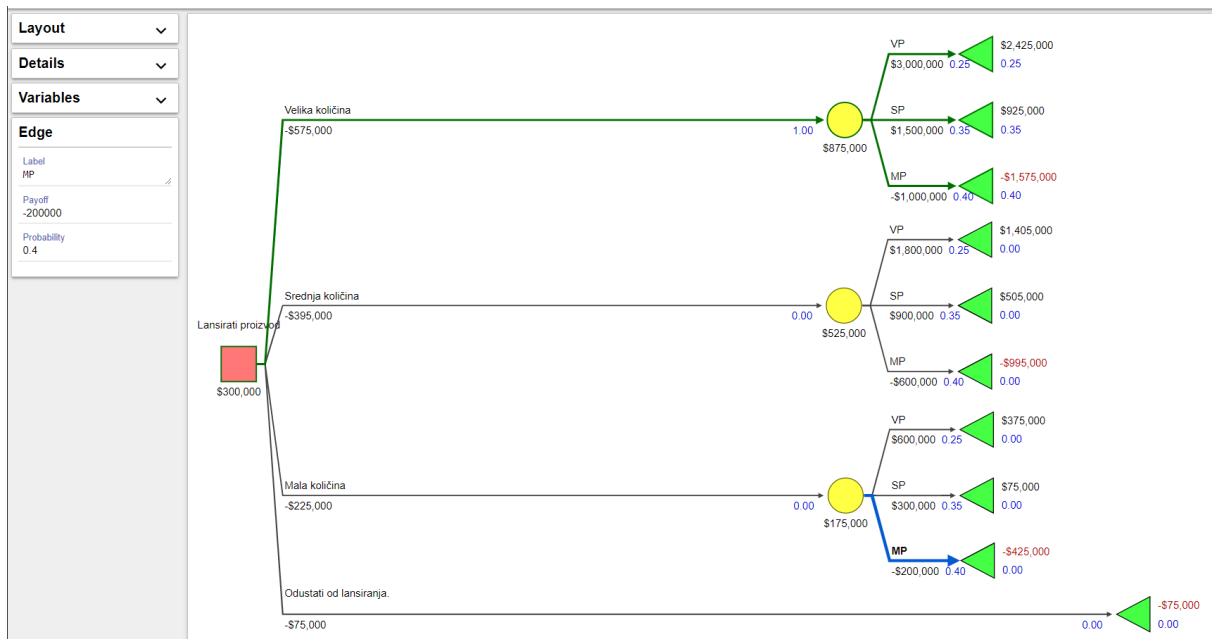 Layout
Details
Variables
Edge
Label
MP
Payoff
-200000
Probability
0.4
Lansirati proizvod
$300,000
Velika količina
-$575,000
1.00
$875,000
VP
$3,000,000 0.25
$2,425,000
0.25
SP
$1,500,000 0.35
$925,000
0.35
MP
-$1,000,000 0.40
-$1,575,000
0.40
Srednja količina
-$395,000
0.00
$525,000
VP
$1,800,000 0.25
$1,405,000
0.00
SP
$900,000 0.35
$505,000
0.00
MP
-$600,000 0.40
-$995,000
0.00
Mala količina
-$225,000
0.00
$175,000
VP
$600,000 0.25
$375,000
0.00
SP
$300,000 0.35
$75,000
0.00
MP
-$200,000 0.40
-$425,000
0.00
Odustati od lansiranja.
-$75,000
0.00
-$75,000
0.00